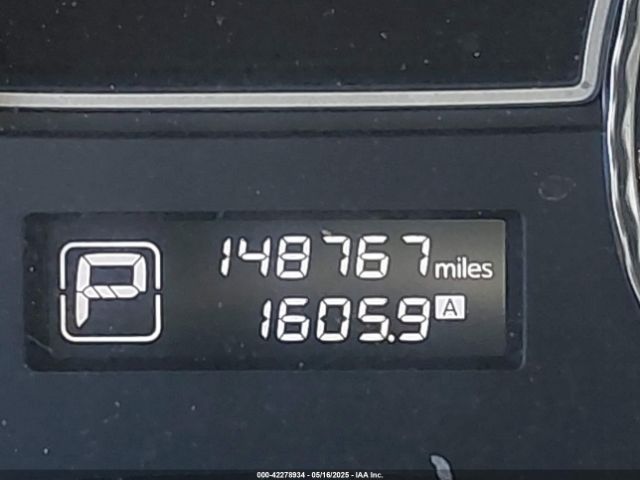 P
148767 miles
1605.9 A
000-42278934 - 05/16/2025 - IAA Inc.